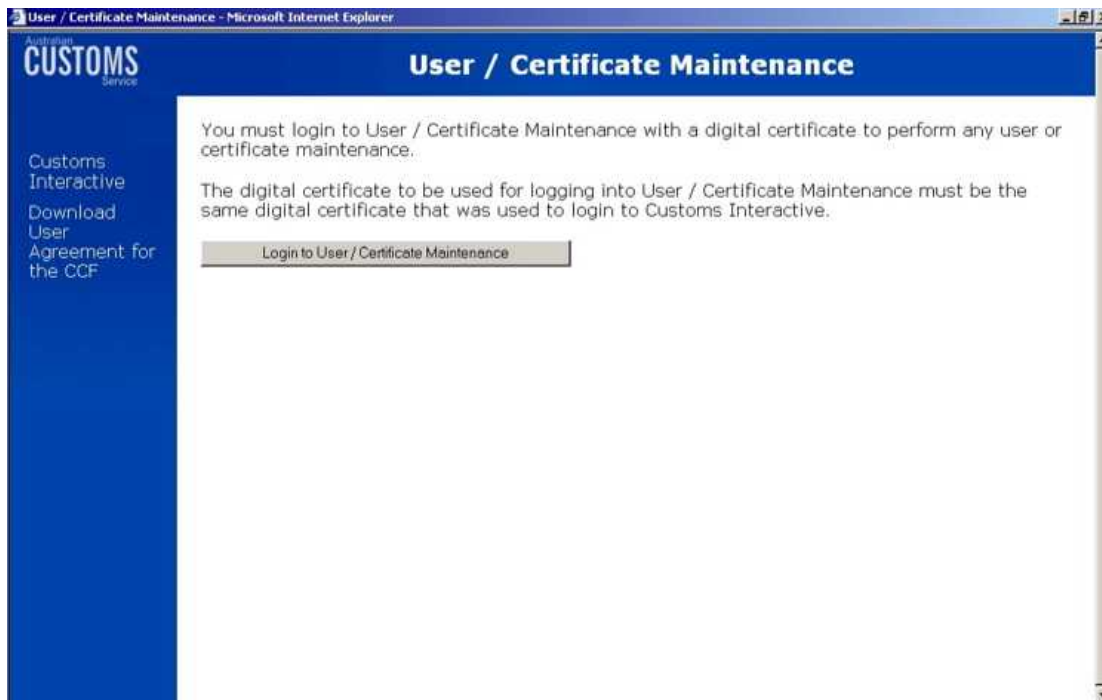 User / Certificate Maintenance - Microsoft Internet Explorer
Australian
CUSTOMS
Service
User / Certificate Maintenance
Customs
Interactive
Download
User
Agreement for
the CCF
You must login to User / Certificate Maintenance with a digital certificate to perform any user or
certificate maintenance.
The digital certificate to be used for logging into User / Certificate Maintenance must be the
same digital certificate that was used to login to Customs Interactive.
Login to User / Certificate Maintenance